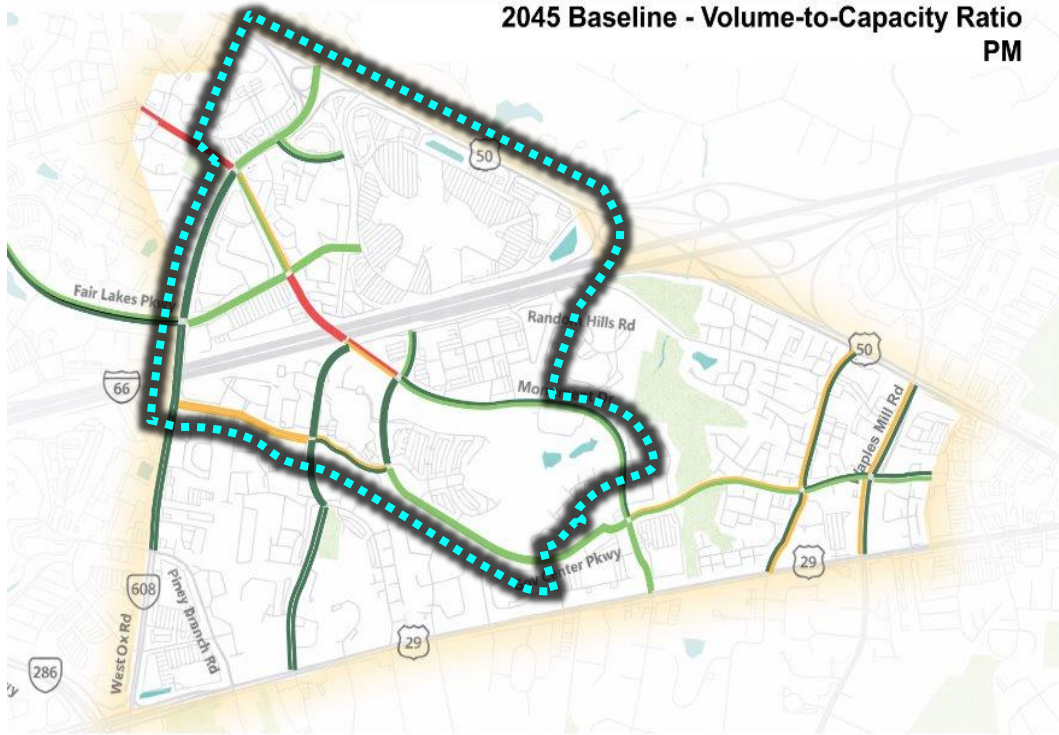 2045 Baseline - Volume-to-Capacity Ratio
PM
50
Fair Lakes Pkwy
Random Hills Rd
50
66
Monument Dr
Waples Mill Rd
Gov Center Pkwy
29
608
Piney Branch Rd
29
West Ox Rd
286